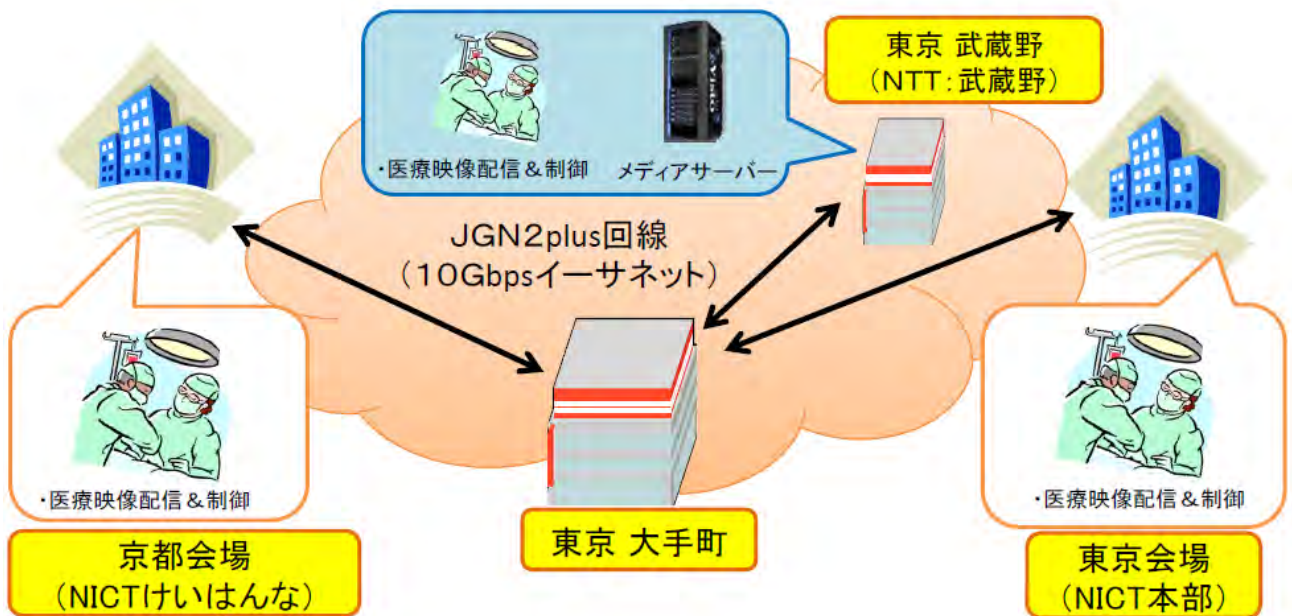 東京 武蔵野
(NTT:武蔵野)
・医療映像配信&制御
メディアサーバー
JGN2plus回線
(10Gbpsイーサネット)
・医療映像配信&制御
・医療映像配信&制御
京都会場
(NICTけいはんな)
東京 大手町
東京会場
(NICT本部)